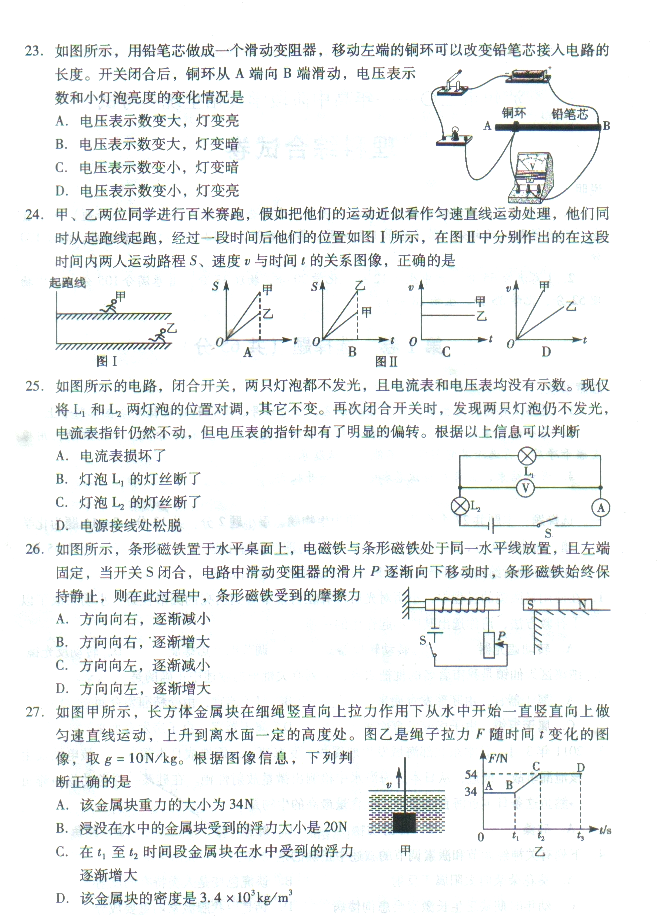 23. 如图所示，用铅笔芯做成一个滑动变阻器，移动左端的铜环可以改变铅笔芯接入电路的
长度。开关闭合后，铜环从 A 端向 B 端滑动，电压表示
数和小灯泡亮度的变化情况是
A. 电压表示数变大，灯变亮
B. 电压表示数变大，灯变暗
C. 电压表示数变小，灯变暗
D. 电压表示数变小，灯变亮
铜环 铅笔芯
A B
V
24. 甲、乙两位同学进行百米赛跑，假如把他们的运动近似看作匀速直线运动处理，他们同
时从起跑线起跑，经过一段时间后他们的位置如图Ⅰ所示，在图Ⅱ中分别作出的在这段
时间内两人运动路程 S、速度 v 与时间 t 的关系图像，正确的是
起跑线
甲
乙
图Ⅰ
S 甲 乙 O t A
S 乙 甲 O t B
v 甲 乙 O t C
v 甲 乙 O t D
图Ⅱ
25. 如图所示的电路，闭合开关，两只灯泡都不发光，且电流表和电压表均没有示数。现仅
将 L₁ 和 L₂ 两灯泡的位置对调，其它不变。再次闭合开关时，发现两只灯泡仍不发光，
电流表指针仍然不动，但电压表的指针却有了明显的偏转。根据以上信息可以判断
A. 电流表损坏了
B. 灯泡 L₁ 的灯丝断了
C. 灯泡 L₂ 的灯丝断了
D. 电源接线处松脱
L₁
V
L₂ A
S
26. 如图所示，条形磁铁置于水平桌面上，电磁铁与条形磁铁处于同一水平线放置，且左端
固定，当开关 S 闭合，电路中滑动变阻器的滑片 P 逐渐向下移动时，条形磁铁始终保
持静止，则在此过程中，条形磁铁受到的摩擦力
A. 方向向右，逐渐减小
B. 方向向右，逐渐增大
C. 方向向左，逐渐减小
D. 方向向左，逐渐增大
S N
S P
27. 如图甲所示，长方体金属块在细绳竖直向上拉力作用下从水中开始一直竖直向上做
匀速直线运动，上升到离水面一定的高度处。图乙是绳子拉力 F 随时间 t 变化的图
像，取 g = 10N/kg。根据图像信息，下列判
断正确的是
A. 该金属块重力的大小为 34N
B. 浸没在水中的金属块受到的浮力大小是 20N
C. 在 t₁ 至 t₂ 时间段金属块在水中受到的浮力
逐渐增大
D. 该金属块的密度是 3.4 × 10³kg/m³
v
甲
F/N
54 C D
34 A B
0 t₁ t₂ t₃ t/s
乙